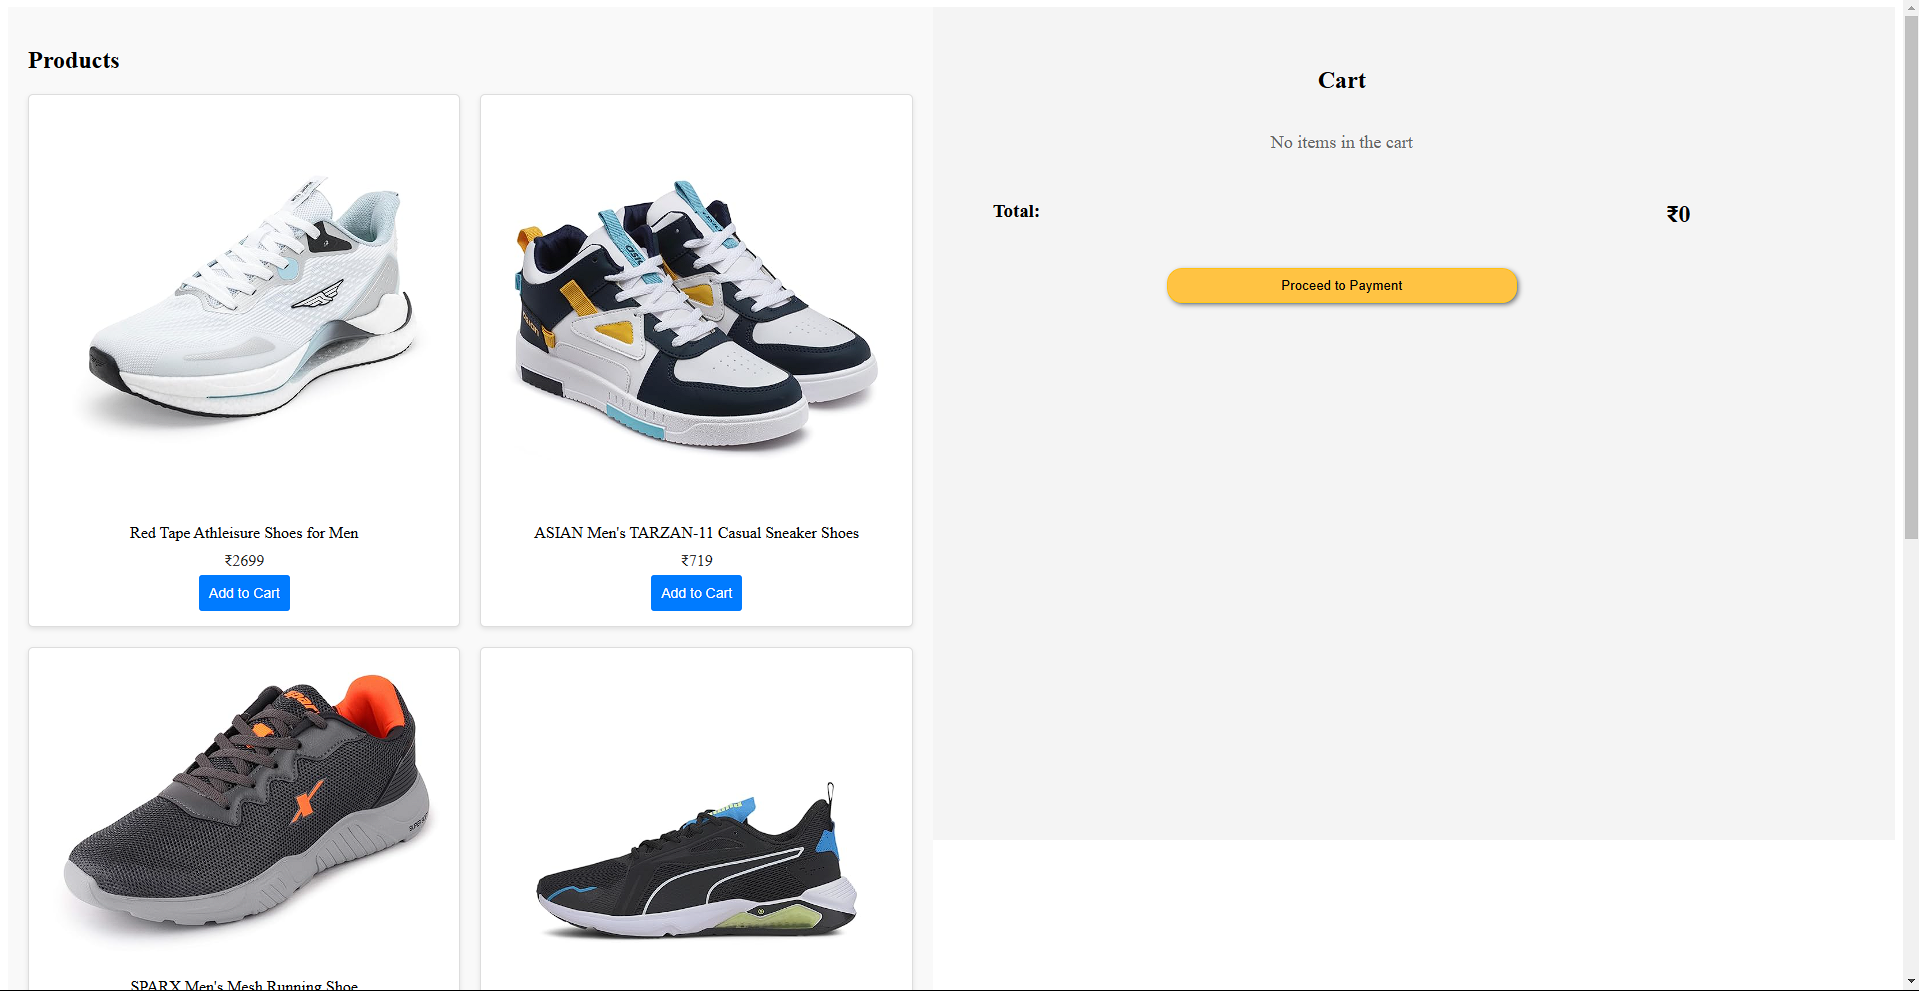 Products
Red Tape Athleisure Shoes for Men
₹2699
Add to Cart
ASIAN Men's TARZAN-11 Casual Sneaker Shoes
₹719
Add to Cart
SPARX Men's Mesh Running Shoe
Cart
No items in the cart
Total:
₹0
Proceed to Payment